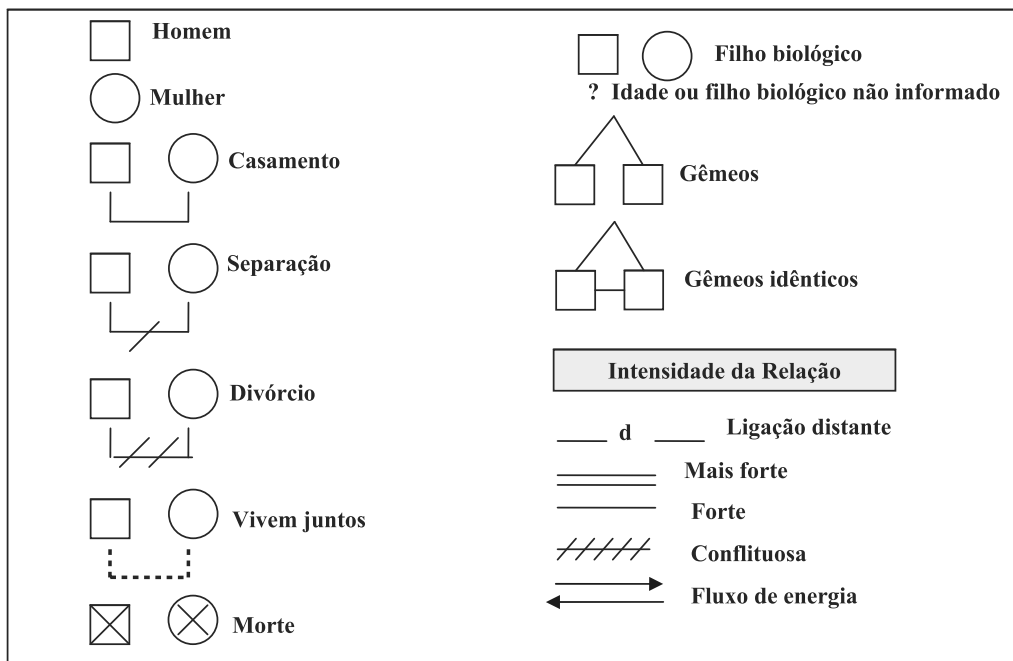 Homem
Mulher
Casamento
Separação
Divórcio
Vivem juntos
Morte
Filho biológico
? Idade ou filho biológico não informado
Gêmeos
Gêmeos idênticos
Intensidade da Relação
d Ligação distante
Mais forte
Forte
Conflituosa
Fluxo de energia